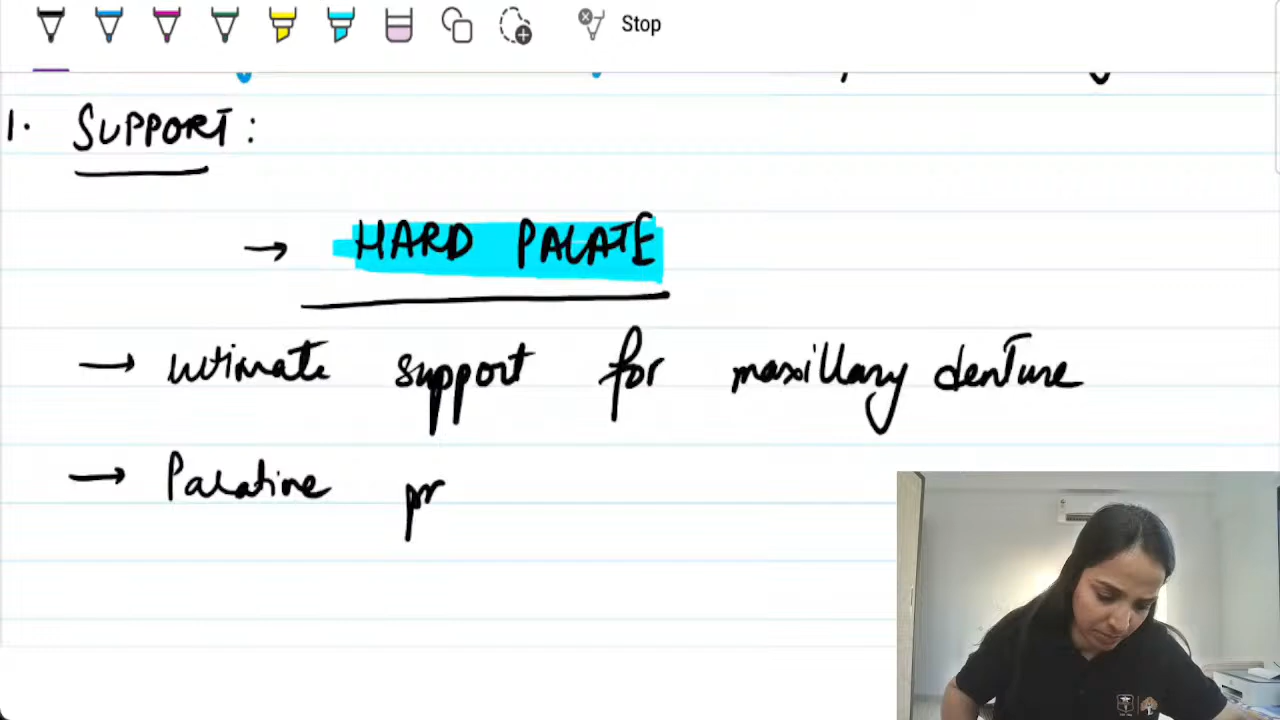 Stop
1. SUPPORT:
→ HARD PALATE
→ ultimate support for maxillary denture
→ Palatine pr